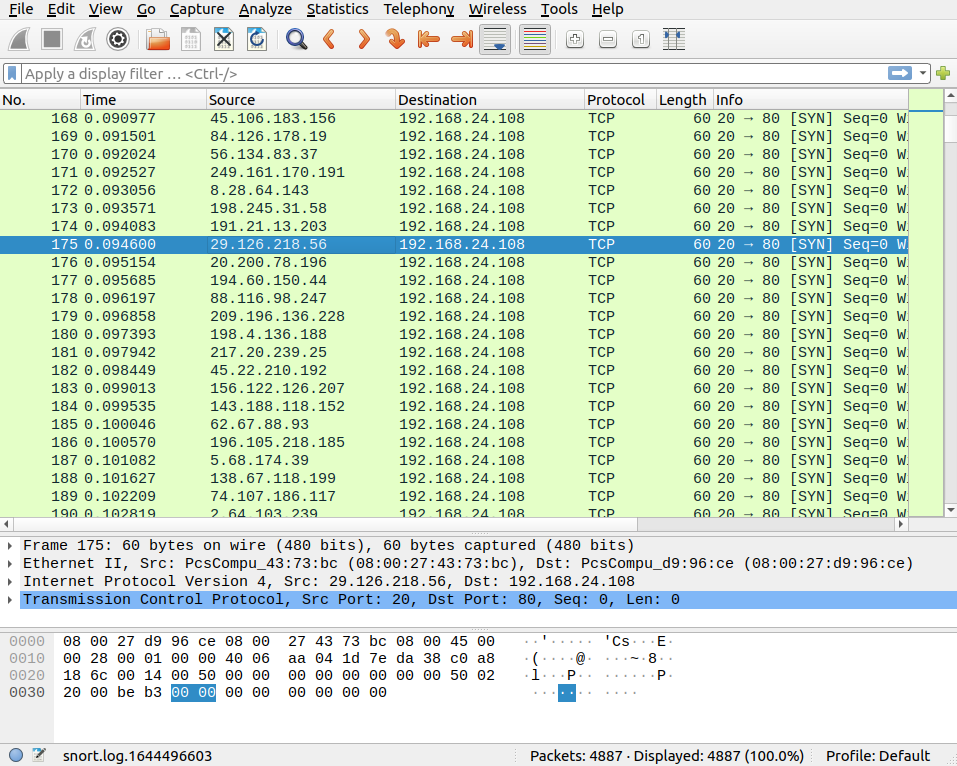 File Edit View Go Capture Analyze Statistics Telephony Wireless Tools Help
Apply a display filter … <Ctrl-/>
No. Time Source Destination Protocol Length Info
168 0.090977 45.106.183.156 192.168.24.108 TCP 60 20 → 80 [SYN] Seq=0 W
169 0.091501 84.126.178.19 192.168.24.108 TCP 60 20 → 80 [SYN] Seq=0 W
170 0.092024 56.134.83.37 192.168.24.108 TCP 60 20 → 80 [SYN] Seq=0 W
171 0.092527 249.161.170.191 192.168.24.108 TCP 60 20 → 80 [SYN] Seq=0 W
172 0.093056 8.28.64.143 192.168.24.108 TCP 60 20 → 80 [SYN] Seq=0 W
173 0.093571 198.245.31.58 192.168.24.108 TCP 60 20 → 80 [SYN] Seq=0 W
174 0.094083 191.21.13.203 192.168.24.108 TCP 60 20 → 80 [SYN] Seq=0 W
175 0.094600 29.126.218.56 192.168.24.108 TCP 60 20 → 80 [SYN] Seq=0 W
176 0.095154 20.200.78.196 192.168.24.108 TCP 60 20 → 80 [SYN] Seq=0 W
177 0.095685 194.60.150.44 192.168.24.108 TCP 60 20 → 80 [SYN] Seq=0 W
178 0.096197 88.116.98.247 192.168.24.108 TCP 60 20 → 80 [SYN] Seq=0 W
179 0.096858 209.196.136.228 192.168.24.108 TCP 60 20 → 80 [SYN] Seq=0 W
180 0.097393 198.4.136.188 192.168.24.108 TCP 60 20 → 80 [SYN] Seq=0 W
181 0.097942 217.20.239.25 192.168.24.108 TCP 60 20 → 80 [SYN] Seq=0 W
182 0.098449 45.22.210.192 192.168.24.108 TCP 60 20 → 80 [SYN] Seq=0 W
183 0.099013 156.122.126.207 192.168.24.108 TCP 60 20 → 80 [SYN] Seq=0 W
184 0.099535 143.188.118.152 192.168.24.108 TCP 60 20 → 80 [SYN] Seq=0 W
185 0.100046 62.67.88.93 192.168.24.108 TCP 60 20 → 80 [SYN] Seq=0 W
186 0.100570 196.105.218.185 192.168.24.108 TCP 60 20 → 80 [SYN] Seq=0 W
187 0.101082 5.68.174.39 192.168.24.108 TCP 60 20 → 80 [SYN] Seq=0 W
188 0.101627 138.67.118.199 192.168.24.108 TCP 60 20 → 80 [SYN] Seq=0 W
189 0.102209 74.107.186.117 192.168.24.108 TCP 60 20 → 80 [SYN] Seq=0 W
190 0.102819 2.64.103.239 192.168.24.108 TCP 60 20 → 80 [SYN] Seq=0 W
Frame 175: 60 bytes on wire (480 bits), 60 bytes captured (480 bits)
Ethernet II, Src: PcsCompu_43:73:bc (08:00:27:43:73:bc), Dst: PcsCompu_d9:96:ce (08:00:27:d9:96:ce)
Internet Protocol Version 4, Src: 29.126.218.56, Dst: 192.168.24.108
Transmission Control Protocol, Src Port: 20, Dst Port: 80, Seq: 0, Len: 0
0000 08 00 27 d9 96 ce 08 00 27 43 73 bc 08 00 45 00 ··'····· 'Cs···E·
0010 00 28 00 01 00 00 40 06 aa 04 1d 7e da 38 c0 a8 ·(····@· ···~·8··
0020 18 6c 00 14 00 50 00 00 00 00 00 00 00 00 50 02 ·l···P·· ······P·
0030 20 00 be b3 00 00 00 00 00 00 00 00 ······· ····
snort.log.1644496603 Packets: 4887 · Displayed: 4887 (100.0%) Profile: Default